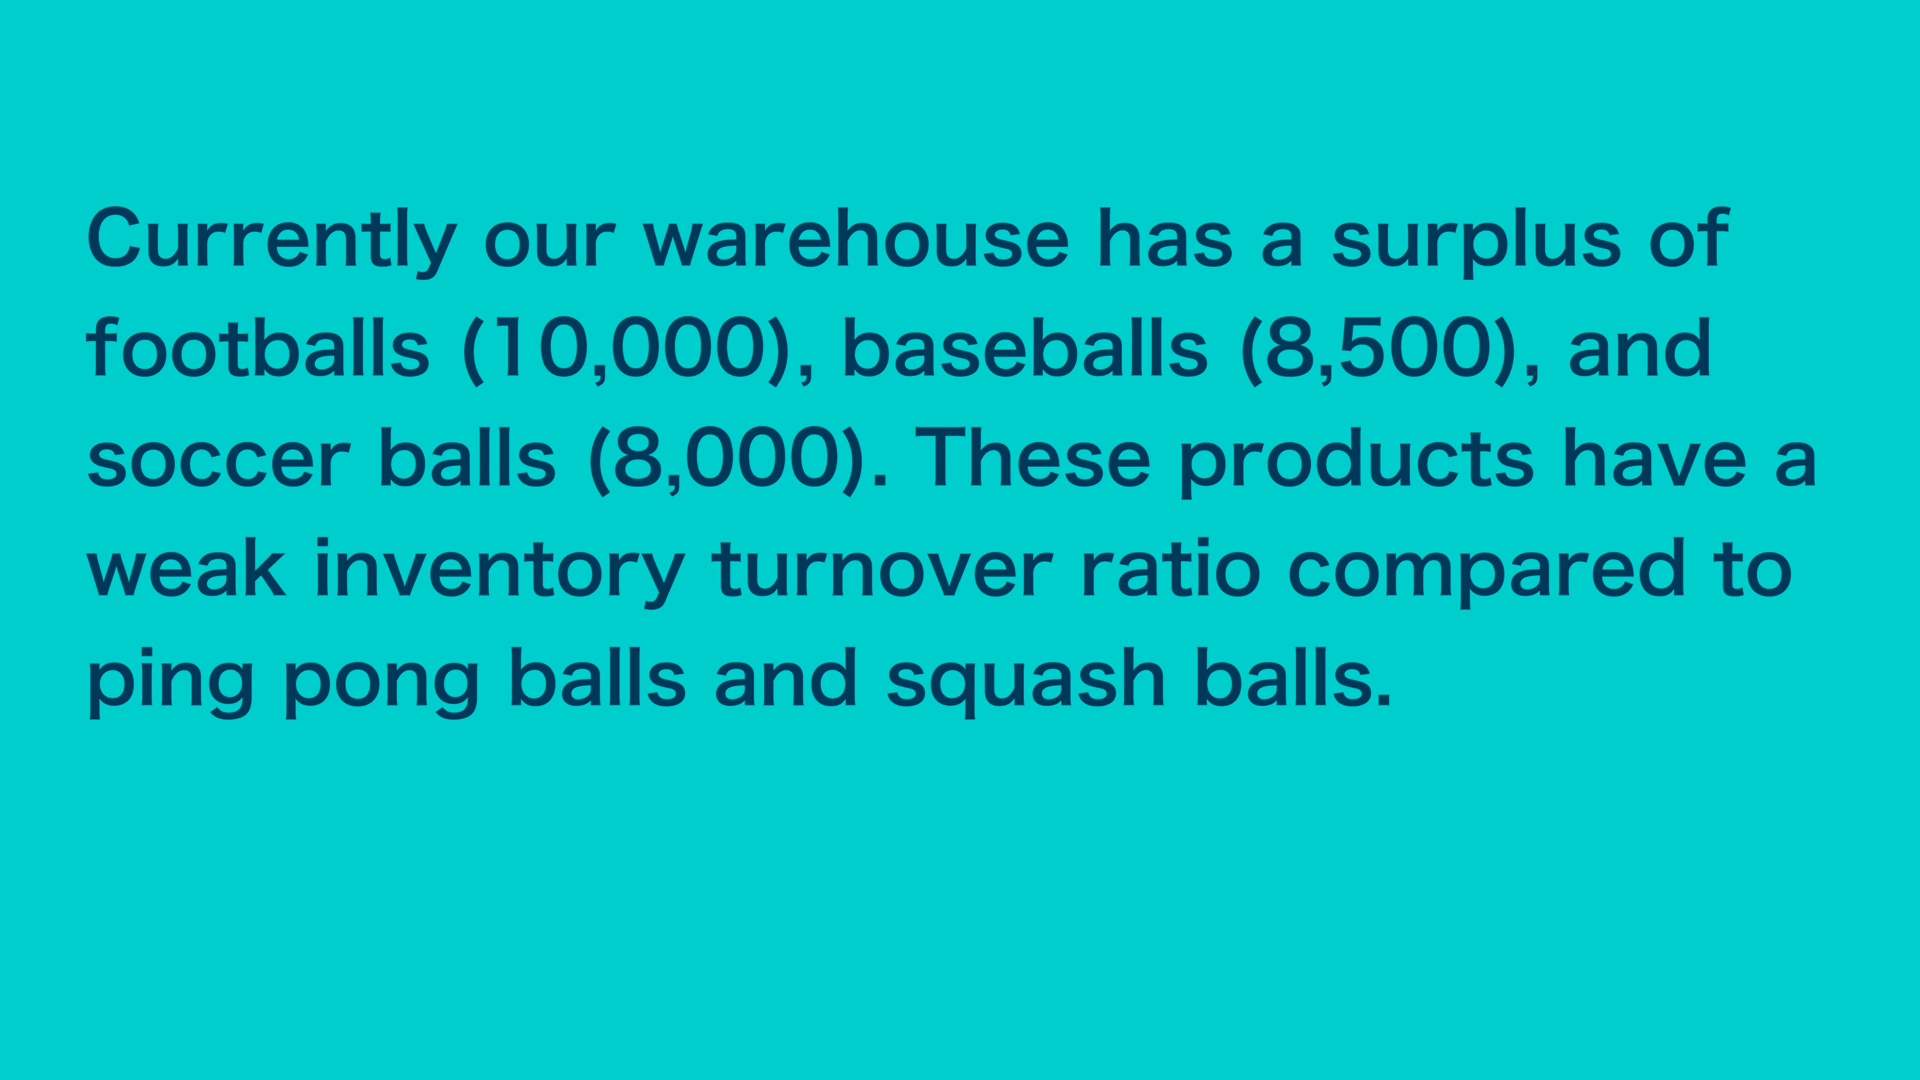 Currently our warehouse has a surplus of
footballs (10,000), baseballs (8,500), and
soccer balls (8,000). These products have a
weak inventory turnover ratio compared to
ping pong balls and squash balls.